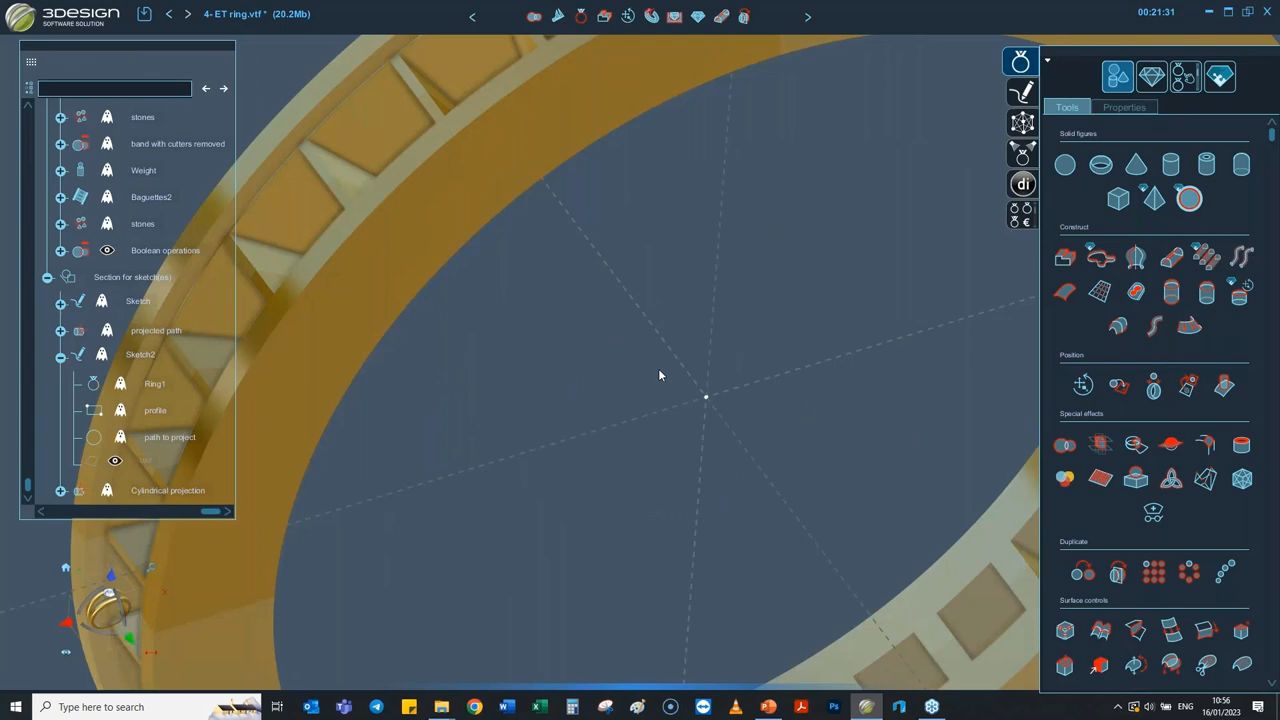 3DESIGN
SOFTWARE SOLUTION
4- ET ring.vtf* (20.2Mb)
00:21:31
stones
band with cutters removed
Weight
Baguettes2
stones
Boolean operations
Section for sketch(es)
Sketch
projected path
Sketch2
Ring1
profile
path to project
Cylindrical projection
di
€
Tools
Properties
Solid figures
Construct
Position
Special effects
Duplicate
Surface controls
Type here to search
ENG
10:56
16/01/2023